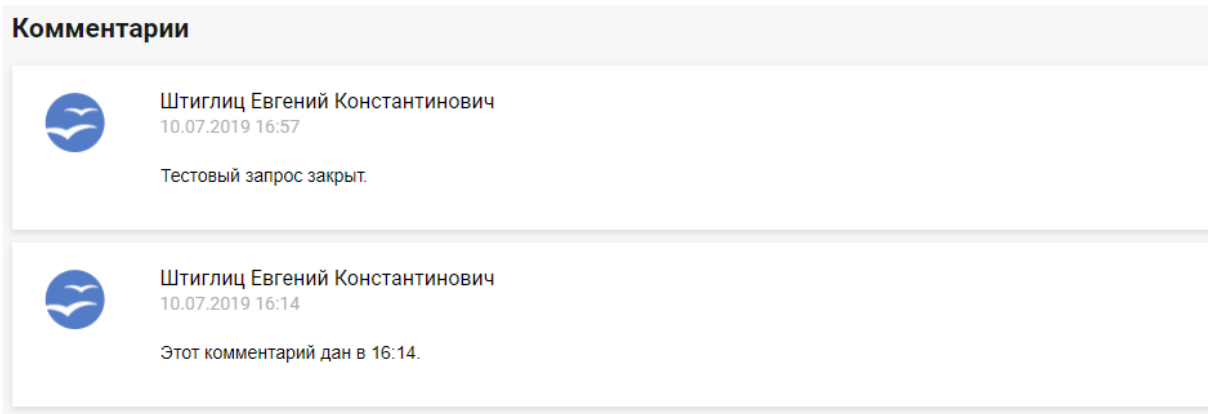 Комментарии
Штиглиц Евгений Константинович
10.07.2019 16:57
Тестовый запрос закрыт.
Штиглиц Евгений Константинович
10.07.2019 16:14
Этот комментарий дан в 16:14.